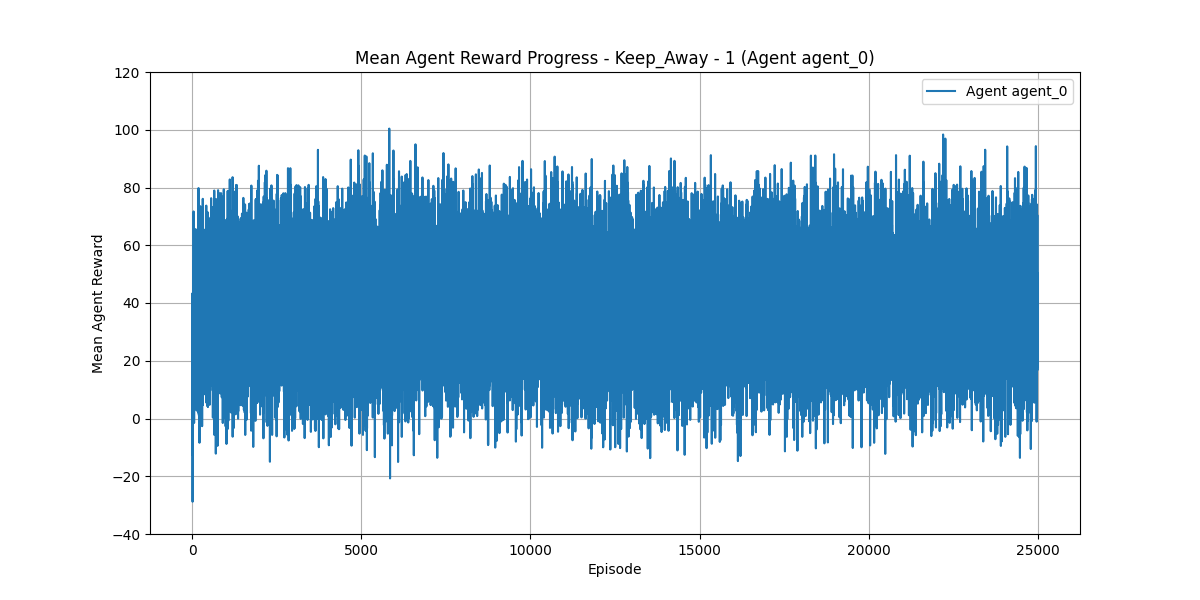 Mean Agent Reward Progress - Keep_Away - 1 (Agent agent_0)
Agent agent_0
Mean Agent Reward
120
100
80
60
40
20
0
−20
−40
0 5000 10000 15000 20000 25000
Episode